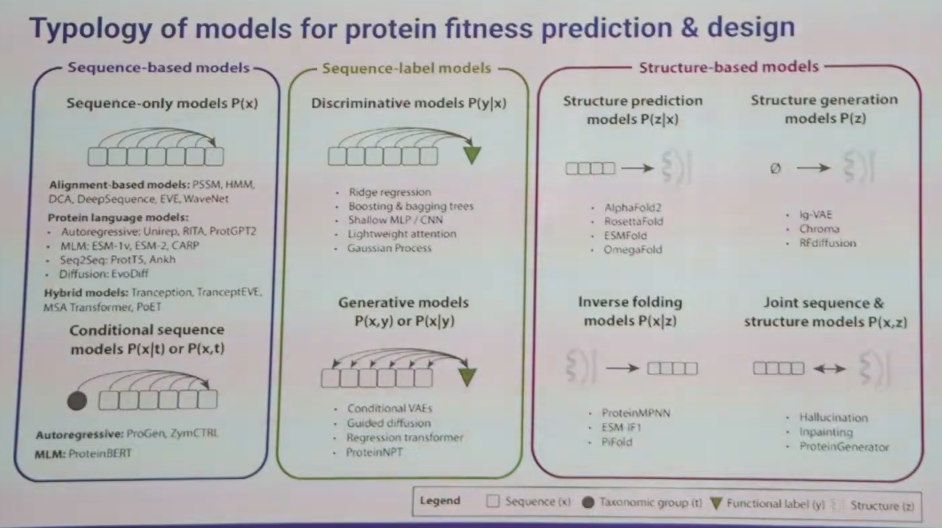 Typology of models for protein fitness prediction & design
Sequence-based models
Sequence-only models P(x)
Alignment-based models: PSSM, HMM,
DCA, DeepSequence, EVE, WaveNet
Protein language models:
· Autoregressive: Unirep, RITA, ProtGPT2
· MLM: ESM-1v, ESM-2, CARP
· Seq2Seq: ProtT5, Ankh
· Diffusion: EvoDiff
Hybrid models: Tranception, TranceptEVE,
MSA Transformer, PoET
Conditional sequence
models P(x|t) or P(x,t)
Autoregressive: ProGen, ZymCTRL
MLM: ProteinBERT
Sequence-label models
Discriminative models P(y|x)
· Ridge regression
· Boosting & bagging trees
· Shallow MLP / CNN
· Lightweight attention
· Gaussian Process
Generative models
P(x,y) or P(x|y)
· Conditional VAEs
· Guided diffusion
· Regression transformer
· ProteinNPT
Structure-based models
Structure prediction
models P(z|x)
· AlphaFold2
· RosettaFold
· ESMFold
· OmegaFold
Structure generation
models P(z)
Ø
· Ig-VAE
· Chroma
· RFdiffusion
Inverse folding
models P(x|z)
· ProteinMPNN
· ESM-IF1
· PiFold
Joint sequence &
structure models P(x,z)
· Hallucination
· Inpainting
· ProteinGenerator
Legend Sequence (x) Taxonomic group (t) Functional label (y) Structure (z)